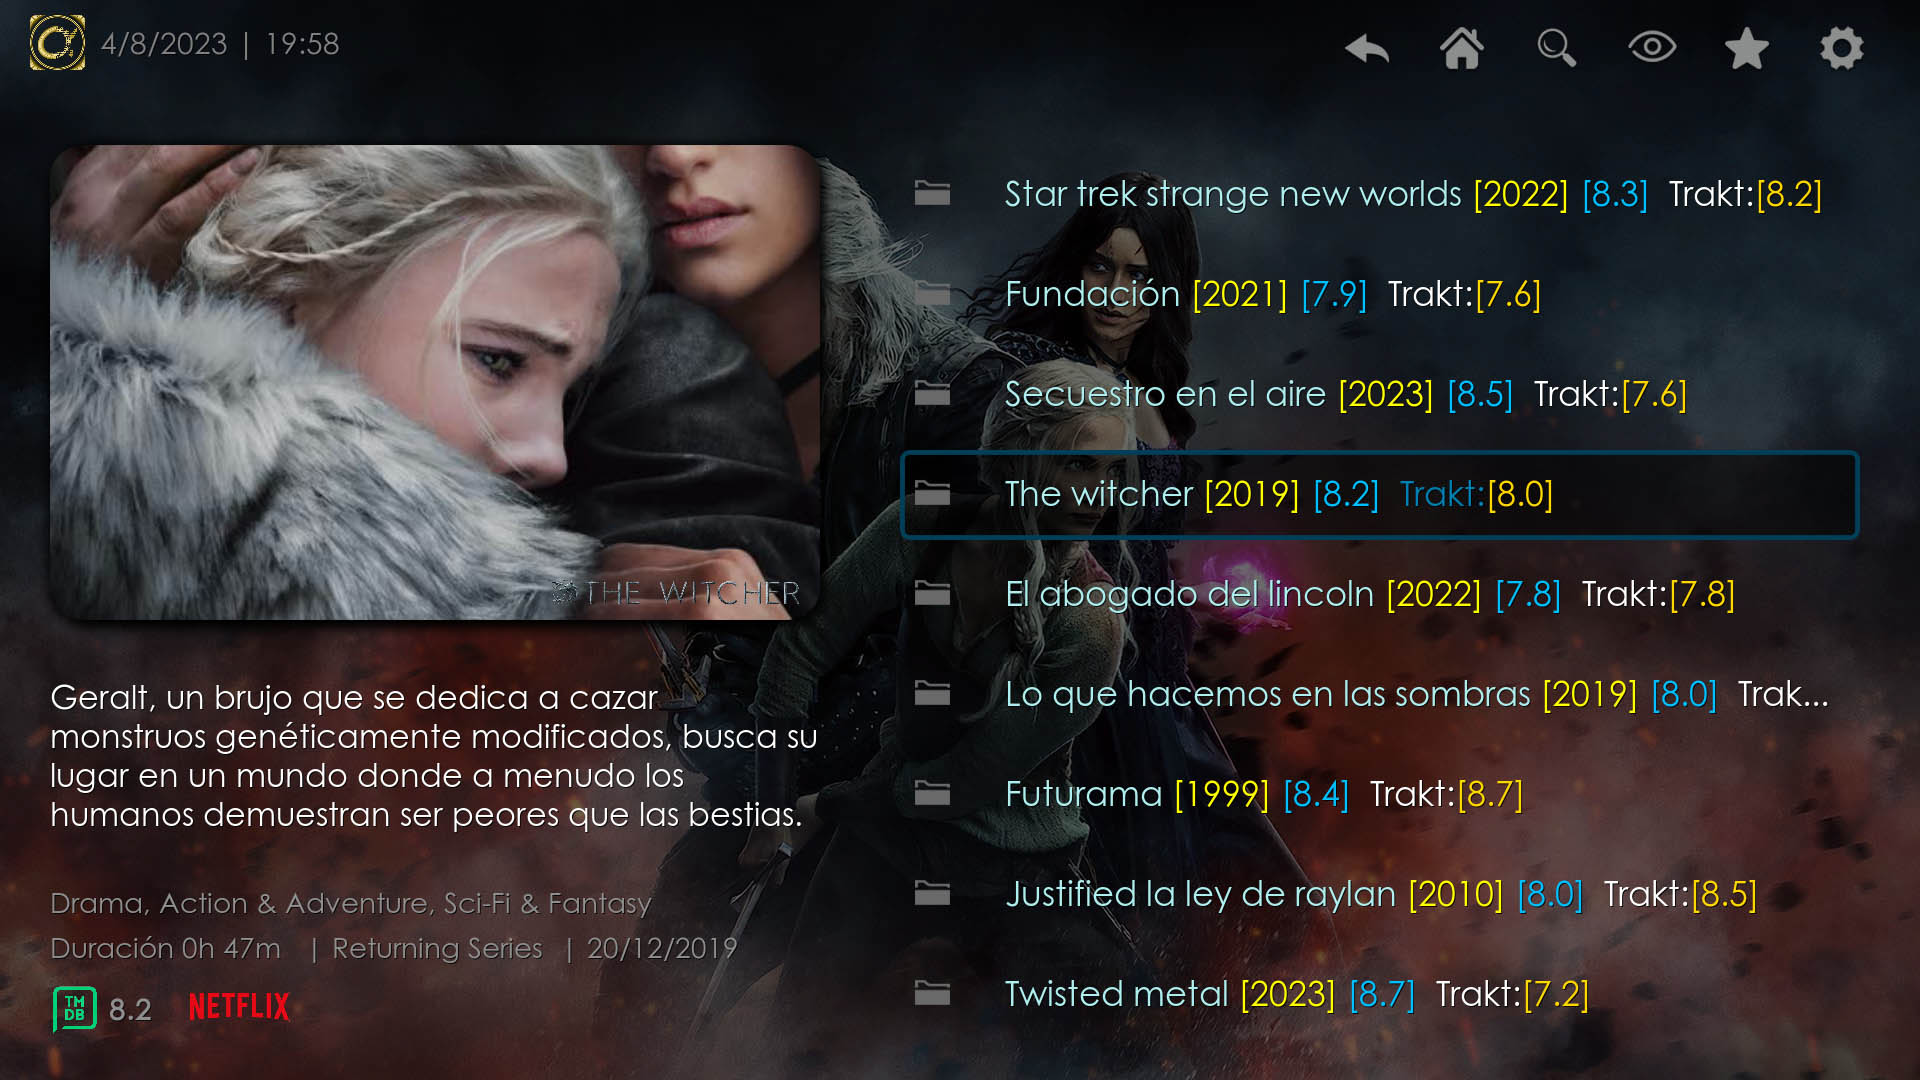 4/8/2023 | 19:58
THE WITCHER
Geralt, un brujo que se dedica a cazar
monstruos genéticamente modificados, busca su
lugar en un mundo donde a menudo los
humanos demuestran ser peores que las bestias.
Drama, Action & Adventure, Sci-Fi & Fantasy
Duración 0h 47m | Returning Series | 20/12/2019
TM
DB 8.2 NETFLIX
Star trek strange new worlds [2022] [8.3] Trakt:[8.2]
Fundación [2021] [7.9] Trakt:[7.6]
Secuestro en el aire [2023] [8.5] Trakt:[7.6]
The witcher [2019] [8.2] Trakt:[8.0]
El abogado del lincoln [2022] [7.8] Trakt:[7.8]
Lo que hacemos en las sombras [2019] [8.0] Trak...
Futurama [1999] [8.4] Trakt:[8.7]
Justified la ley de raylan [2010] [8.0] Trakt:[8.5]
Twisted metal [2023] [8.7] Trakt:[7.2]